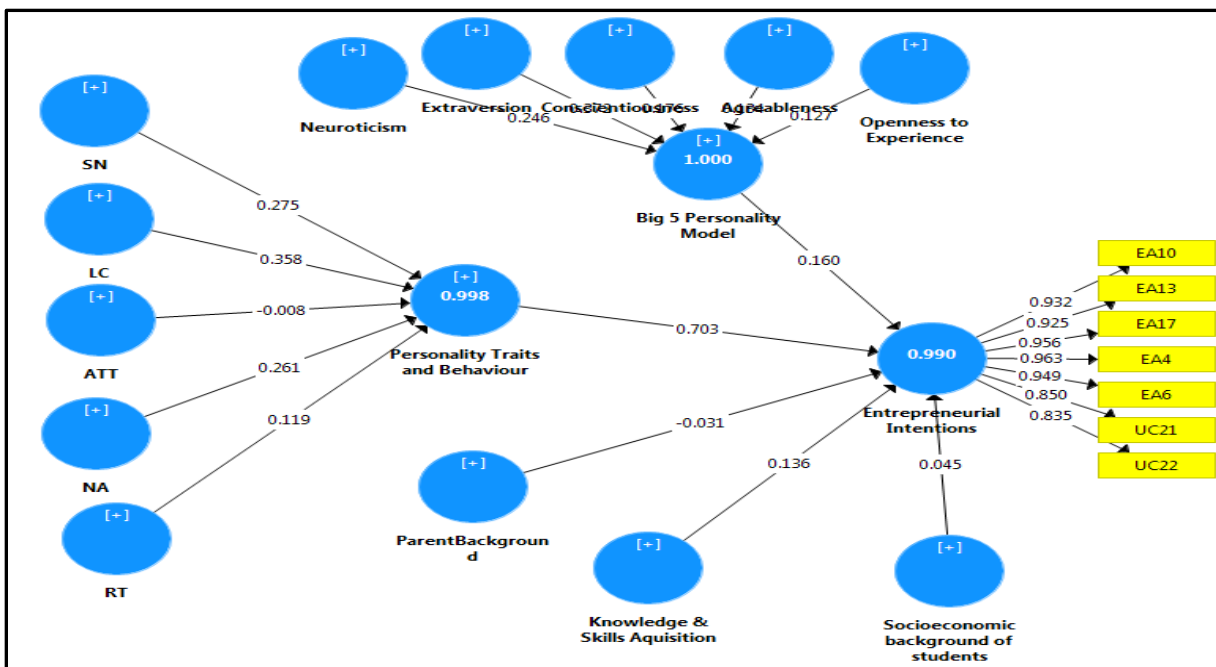 [+]
[+]
[+]
[+]
[+]
Neuroticism
Extraversion
Conscientiousness
Agreeableness
Openness to
Experience
0.246
0.127
[+]
1.000
Big 5 Personality
Model
[+]
SN
0.275
[+]
LC
0.358
[+]
ATT
-0.008
[+]
NA
0.261
[+]
RT
0.119
[+]
0.998
Personality Traits
and Behaviour
0.703
0.160
0.990
Entrepreneurial
Intentions
0.932
0.925
0.956
0.963
0.949
0.850
0.835
EA10
EA13
EA17
EA4
EA6
UC21
UC22
-0.031
[+]
ParentBackgroun
d
0.136
[+]
Knowledge &
Skills Aquisition
0.045
[+]
Socioeconomic
background of
students